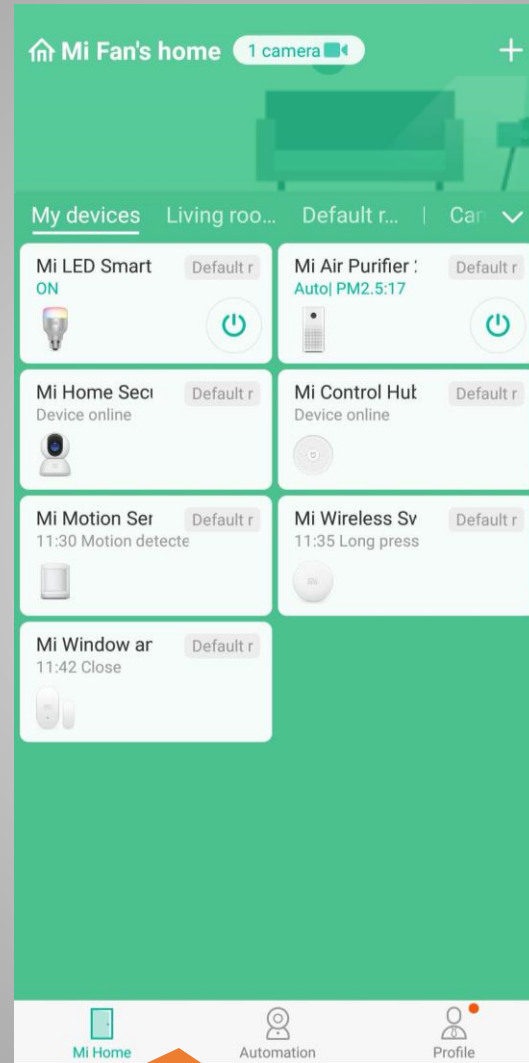 Mi Fan's home 1 camera
My devices Living roo... Default r... | Car
Mi LED Smart Default r
ON
Mi Air Purifier 2 Default r
Auto| PM2.5:17
Mi Home Secu Default r
Device online
Mi Control Hub Default r
Device online
Mi Motion Ser Default r
11:30 Motion detecte
Mi Wireless Sv Default r
11:35 Long press
Mi Window ar Default r
11:42 Close
Mi Home Automation Profile